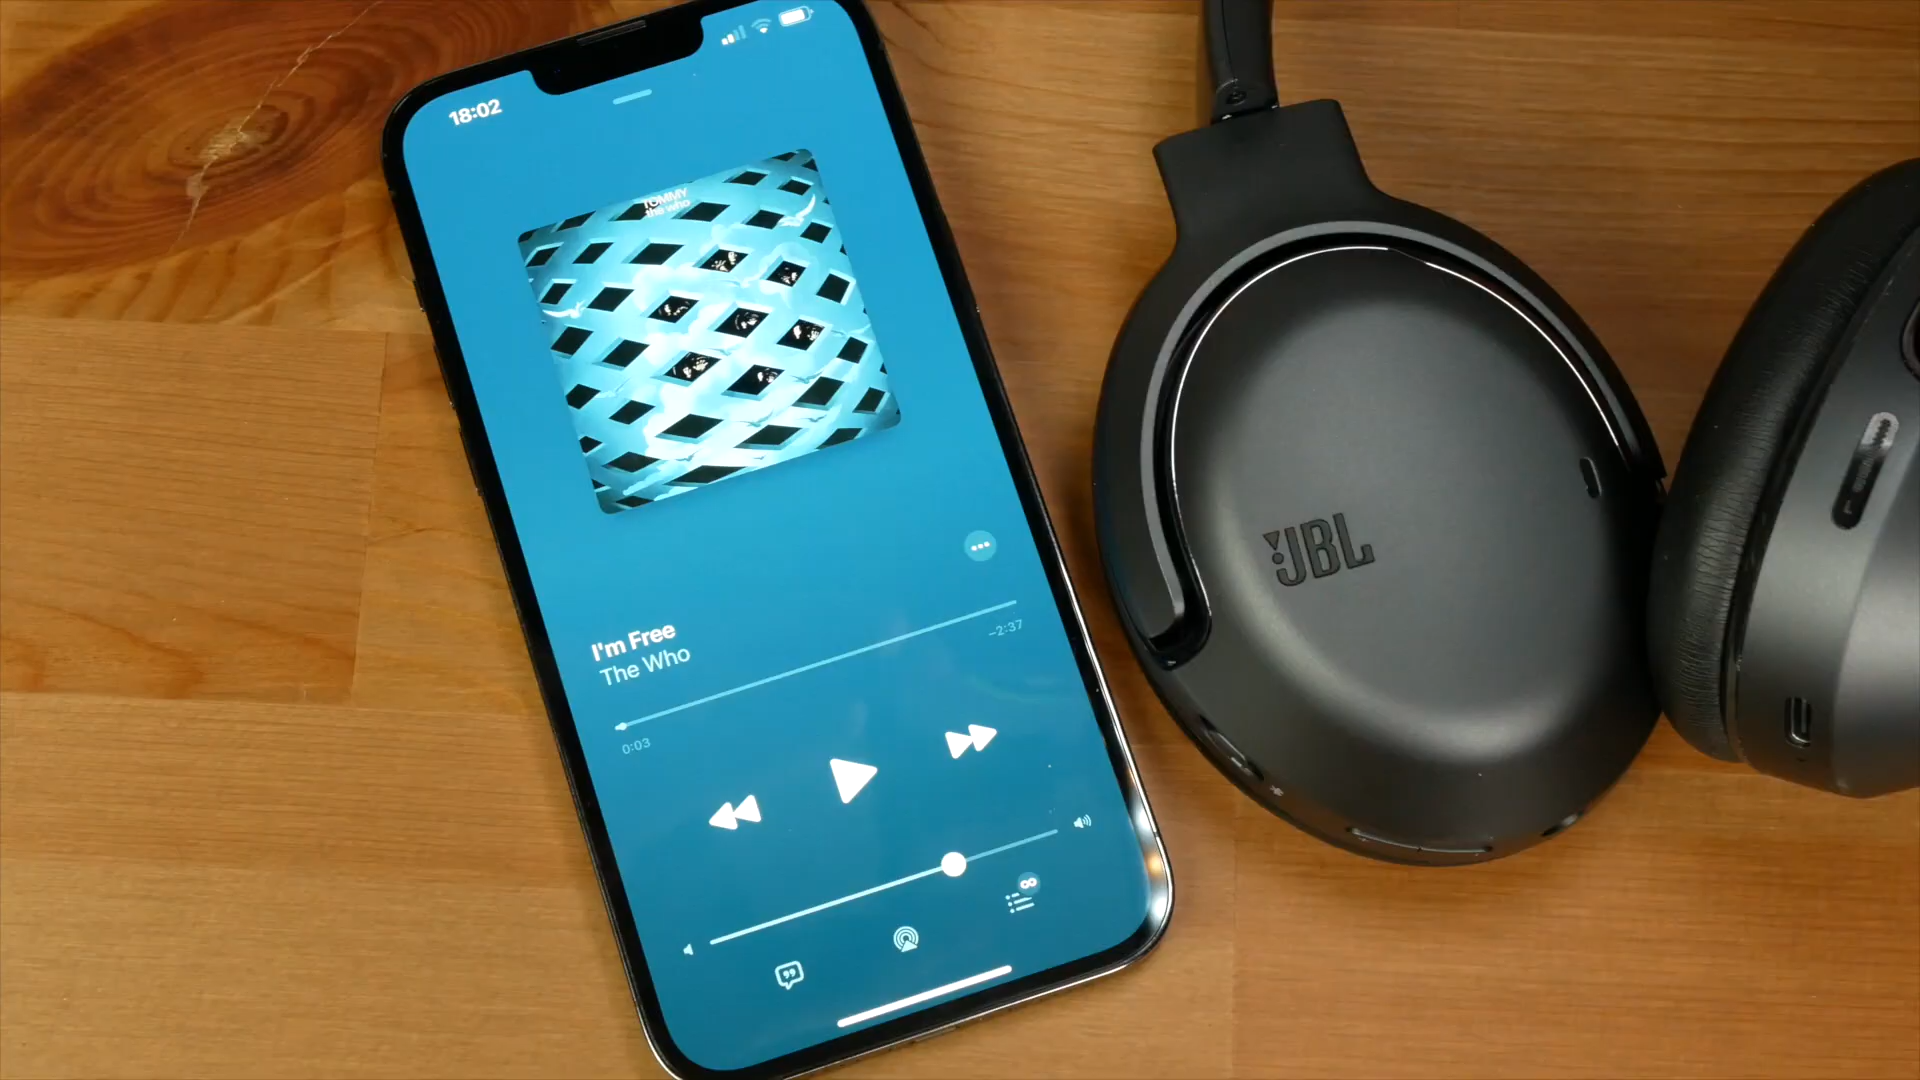 18:02
TOMMY
the who
I'm Free
The Who
0:03
-2:37
JBL